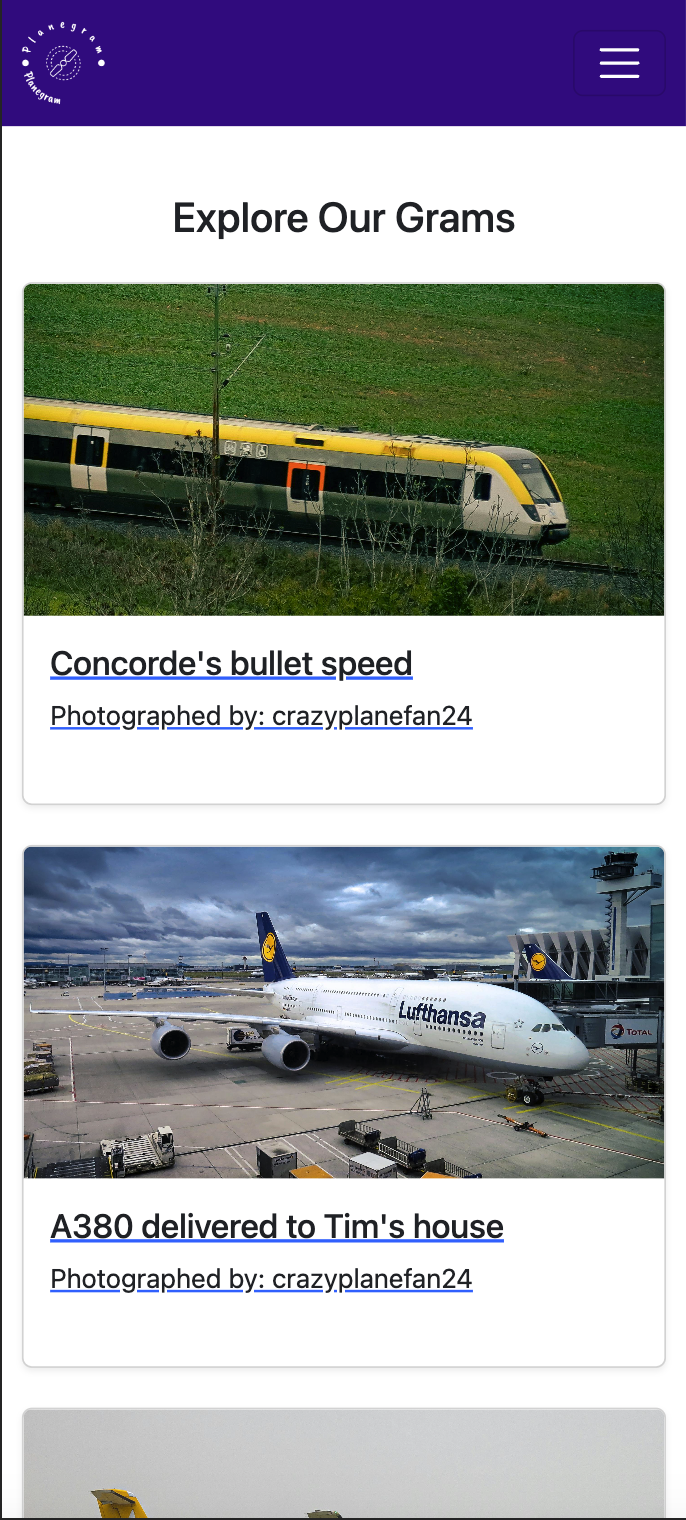 Planegram
Planegram
Explore Our Grams
Concorde's bullet speed
Photographed by: crazyplanefan24
Lufthansa
TOTAL
A380 delivered to Tim's house
Photographed by: crazyplanefan24